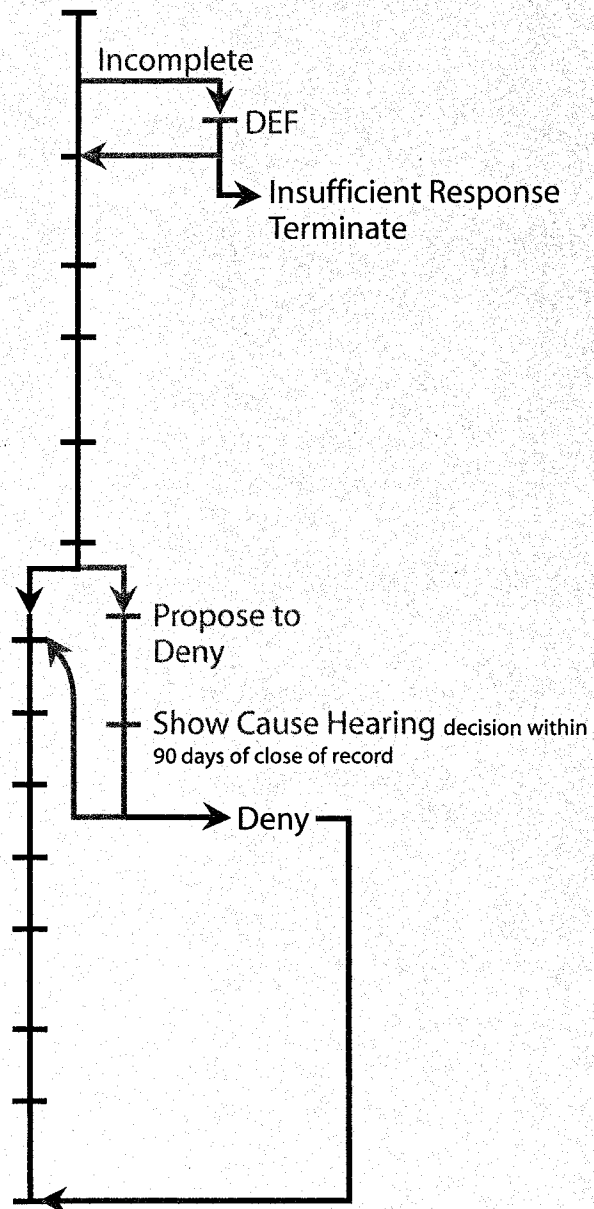 Incomplete
DEF
Insufficient Response
Terminate
Propose to
Deny
Show Cause Hearing decision within
90 days of close of record
Deny